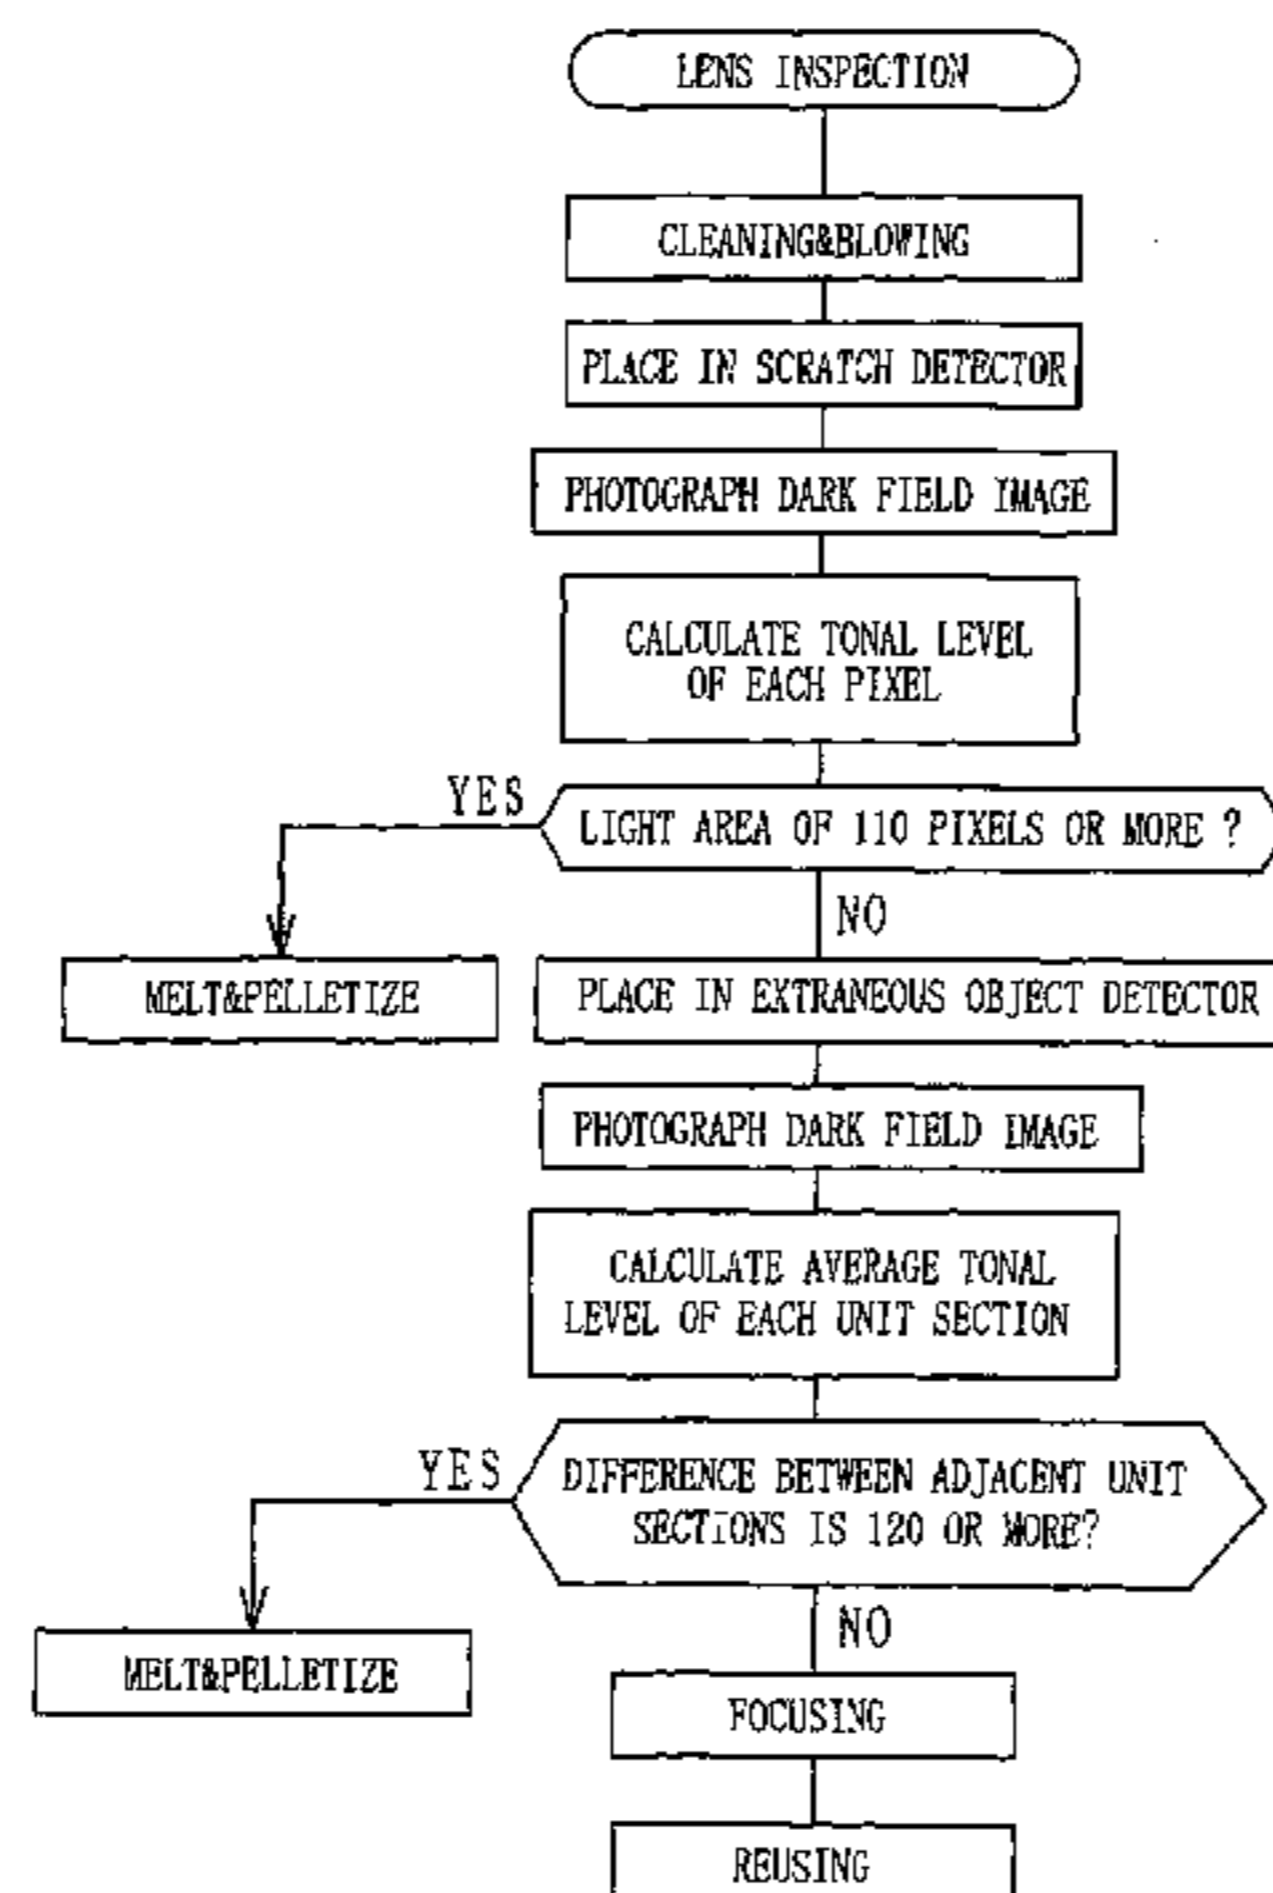 LENS INSPECTION
CLEANING&BLOWING
PLACE IN SCRATCH DETECTOR
PHOTOGRAPH DARK FIELD IMAGE
CALCULATE TONAL LEVEL
OF EACH PIXEL
YES
LIGHT AREA OF 110 PIXELS OR MORE ?
NO
MELT&PELLETIZE
PLACE IN EXTRANEOUS OBJECT DETECTOR
PHOTOGRAPH DARK FIELD IMAGE
CALCULATE AVERAGE TONAL
LEVEL OF EACH UNIT SECTION
YES
DIFFERENCE BETWEEN ADJACENT UNIT
SECTIONS IS 120 OR MORE?
NO
MELT&PELLETIZE
FOCUSING
REUSING